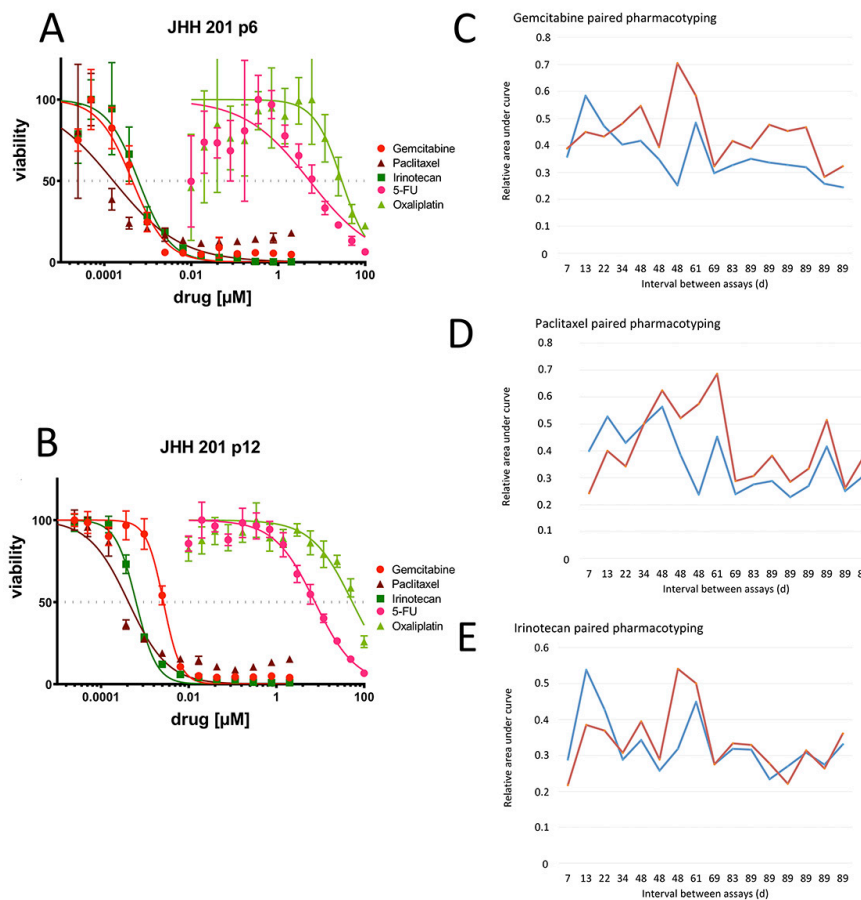 A
JHH 201 p6
viability
100
50
0
0.0001
0.01
1
100
drug [µM]
Gemcitabine
Paclitaxel
Irinotecan
5-FU
Oxaliplatin
B
JHH 201 p12
viability
100
50
0
0.0001
0.01
1
100
drug [µM]
Gemcitabine
Paclitaxel
Irinotecan
5-FU
Oxaliplatin
C
Gemcitabine paired pharmacotyping
Relative area under curve
0.8
0.7
0.6
0.5
0.4
0.3
0.2
0.1
0
7 13 22 34 48 48 48 61 69 83 89 89 89 89 89 89
Interval between assays (d)
D
Paclitaxel paired pharmacotyping
Relative area under curve
0.8
0.7
0.6
0.5
0.4
0.3
0.2
0.1
0
7 13 22 34 48 48 48 61 69 83 89 89 89 89 89
Interval between assays (d)
E
Irinotecan paired pharmacotyping
Relative area under curve
0.6
0.5
0.4
0.3
0.2
0.1
0
7 13 22 34 48 48 48 61 69 83 89 89 89 89 89 89
Interval between assays (d)